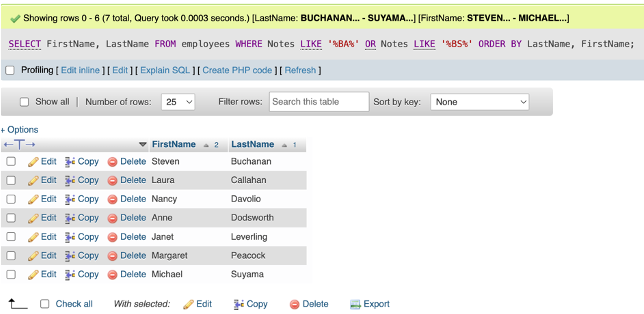 Showing rows 0 - 6 (7 total, Query took 0.0003 seconds.) [LastName: BUCHANAN... - SUYAMA...] [FirstName: STEVEN... - MICHAEL...]
SELECT FirstName, LastName FROM employees WHERE Notes LIKE '%BA%' OR Notes LIKE '%BS%' ORDER BY LastName, FirstName;
Profiling [ Edit inline ] [ Edit ] [ Explain SQL ] [ Create PHP code ] [ Refresh ]
Show all | Number of rows: 25 Filter rows: Search this table Sort by key: None
+ Options
←T→ FirstName 2 LastName 1
Edit Copy Delete Steven Buchanan
Edit Copy Delete Laura Callahan
Edit Copy Delete Nancy Davolio
Edit Copy Delete Anne Dodsworth
Edit Copy Delete Janet Leverling
Edit Copy Delete Margaret Peacock
Edit Copy Delete Michael Suyama
Check all With selected: Edit Copy Delete Export